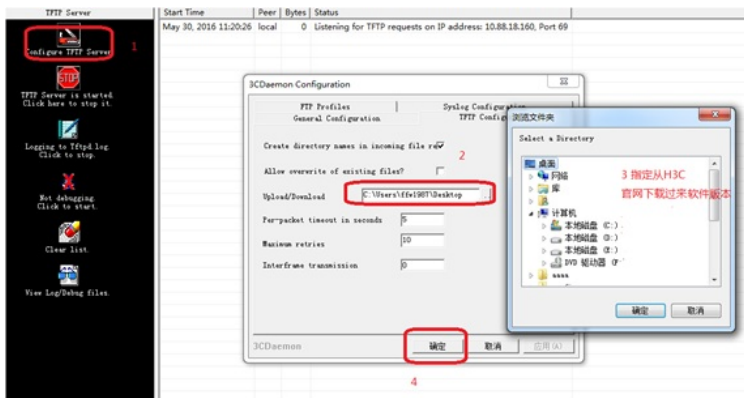 TFTP Server
Start Time Peer Bytes Status
May 30, 2016 11:20:26 local 0 Listening for TFTP requests on IP address: 10.88.18.160, Port 69
Configure TFTP Server
1
STOP
TFTP Server is started.
Click here to stop it.
Logging to Tftpd.log.
Click to stop.
Not debugging.
Click to start.
Clear list.
View Log/Debug files.
3CDaemon Configuration
FTP Profiles
Syslog Configuration
General Configuration
TFTP Config
Create directory names in incoming file re
2
Allow overwrite of existing files?
Upload/Download
C:\Users\ffw1987\Desktop
Per-packet timeout in seconds
5
Maximum retries
10
Interframe transmission
0
3CDaemon
确定
取消
应用(A)
4
浏览文件夹
Select a Directory
桌面
网络
库
计算机
本地磁盘 (C:)
本地磁盘 (D:)
DVD 驱动器
aaaa
确定
取消
3 指定从H3C
官网下载过来软件版本